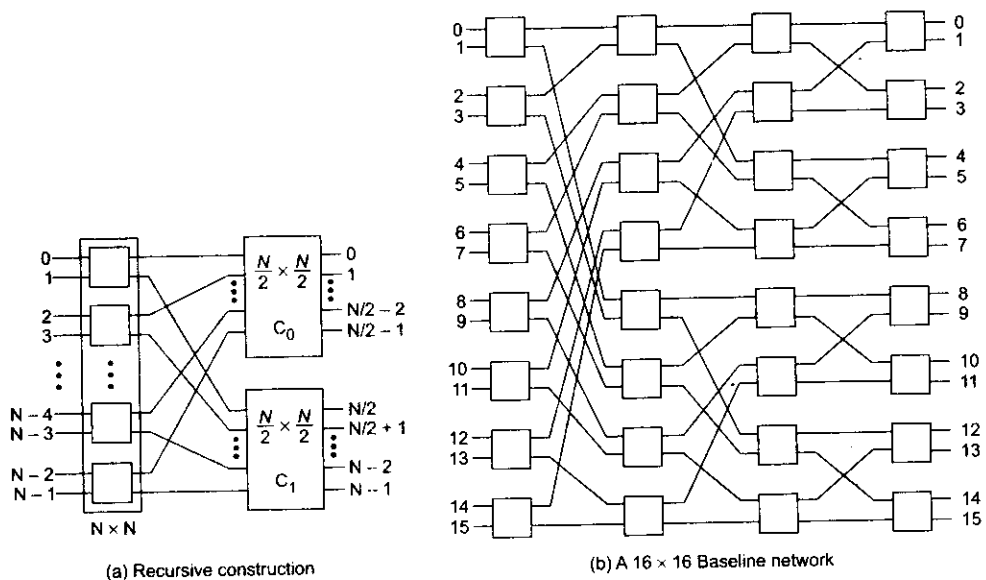 0
1
2
3
N – 4
N – 3
N – 2
N – 1
N × N
N/2 × N/2
C0
N/2 × N/2
C1
0
1
N/2 – 2
N/2 – 1
N/2
N/2 + 1
N -- 2
N -- 1
(a) Recursive construction
0
1
2
3
4
5
6
7
8
9
10
11
12
13
14
15
0
1
2
3
4
5
6
7
8
9
10
11
12
13
14
15
(b) A 16 × 16 Baseline network